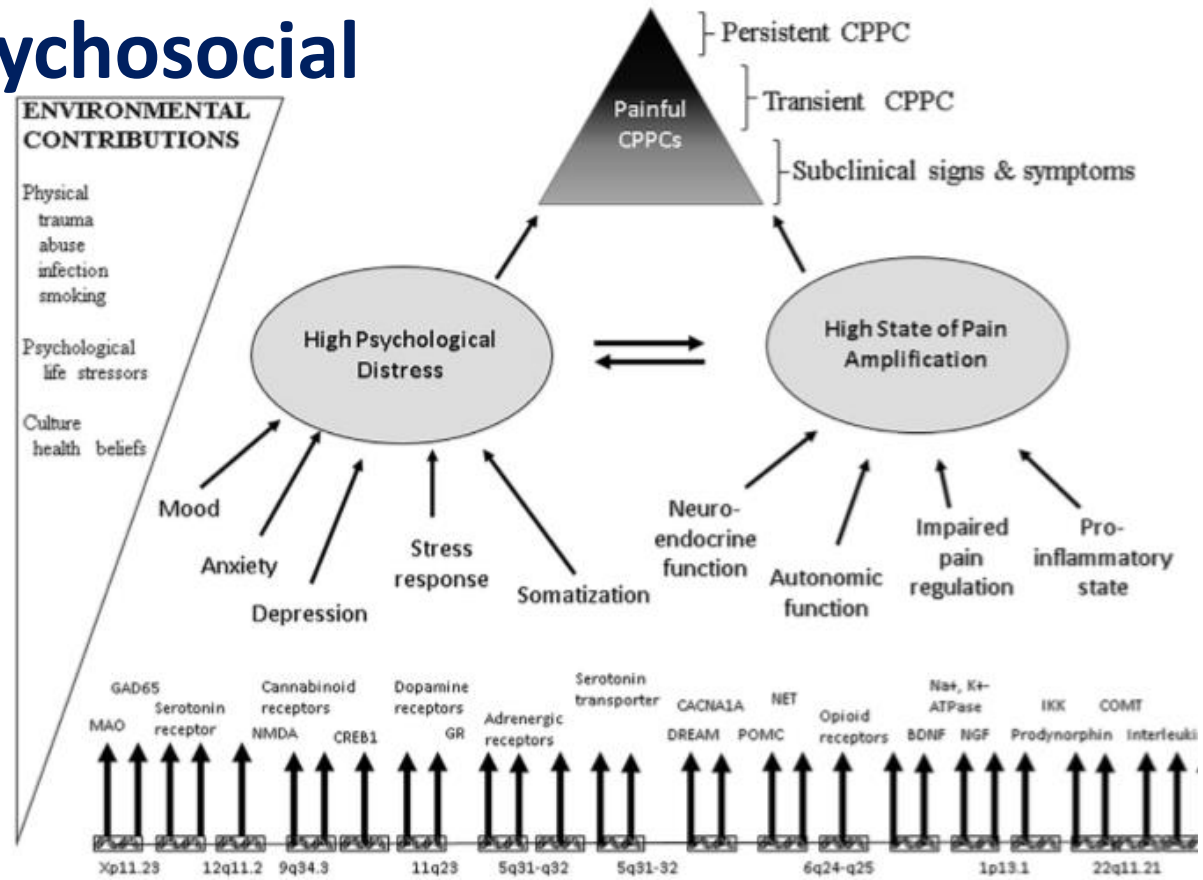 ychosocial
ENVIRONMENTAL
CONTRIBUTIONS
Physical
trauma
abuse
infection
smoking
Psychological
life stressors
Culture
health beliefs
Persistent CPPC
Transient CPPC
Subclinical signs & symptoms
Painful
CPPCs
High Psychological
Distress
High State of Pain
Amplification
Mood
Anxiety
Depression
Stress
response
Somatization
Neuro-
endocrine
function
Autonomic
function
Impaired
pain
regulation
Pro-
inflammatory
state
GAD65
MAO
Serotonin
receptor
Cannabinoid
receptors
NMDA
CREB1
Dopamine
receptors
GR
Adrenergic
receptors
Serotonin
transporter
CACNA1A
DREAM
NET
POMC
Opioid
receptors
Na+, K+-
ATPase
BDNF
NGF
IKK
Prodynorphin
COMT
Interleuki
Xp11.23
12q11.2
9q34.3
11q23
5q31-q32
5q31-32
6q24-q25
1p13.1
22q11.21